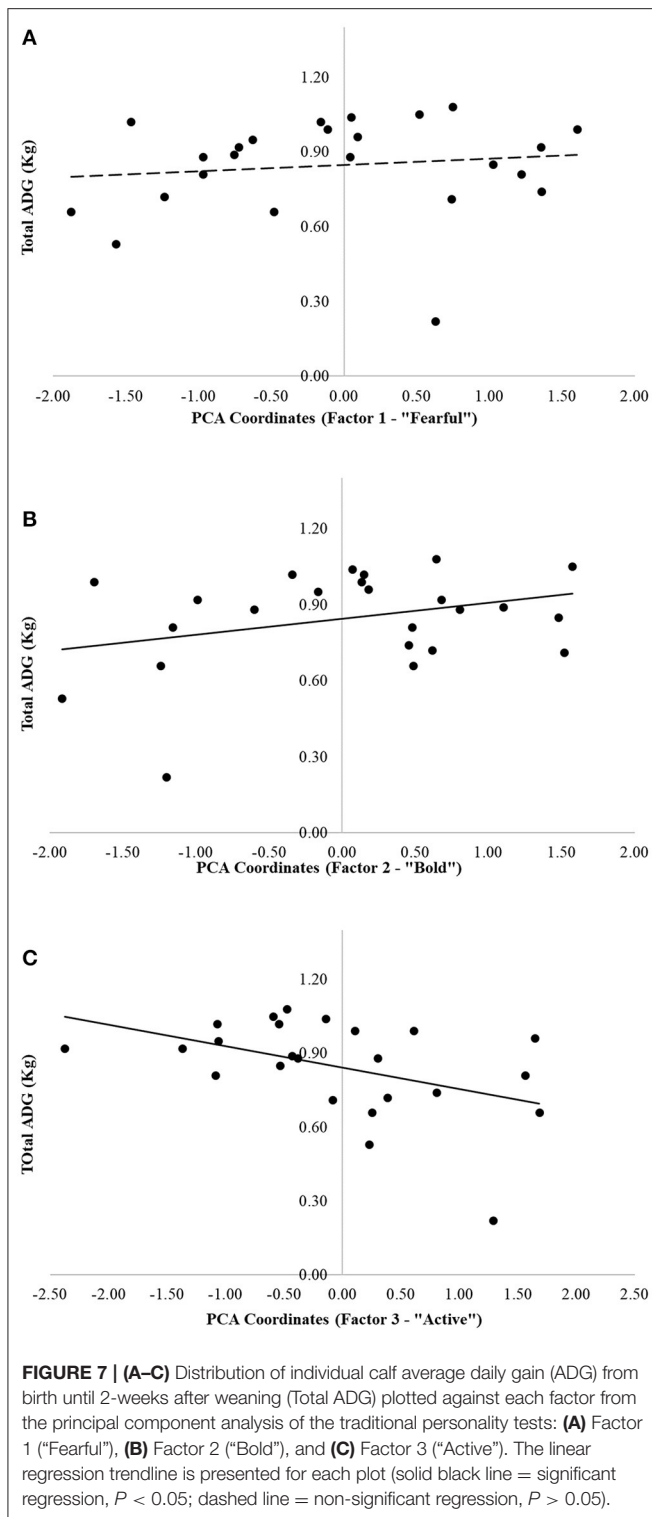 A
1.20
0.90
0.60
0.30
0.00
Total ADG (Kg)
-2.00 -1.50 -1.00 -0.50 0.00 0.50 1.00 1.50 2.00
PCA Coordinates (Factor 1 - "Fearful")
B
1.20
0.90
0.60
0.30
0.00
Total ADG (Kg)
-2.00 -1.50 -1.00 -0.50 0.00 0.50 1.00 1.50 2.00
PCA Coordinates (Factor 2 - "Bold")
C
1.20
0.90
0.60
0.30
0.00
TOtal ADG (Kg)
-2.50 -2.00 -1.50 -1.00 -0.50 0.00 0.50 1.00 1.50 2.00 2.50
PCA Coordinates (Factor 3 - "Active")
FIGURE 7 | (A–C) Distribution of individual calf average daily gain (ADG) from
birth until 2-weeks after weaning (Total ADG) plotted against each factor from
the principal component analysis of the traditional personality tests: (A) Factor
1 (“Fearful”), (B) Factor 2 (“Bold”), and (C) Factor 3 (“Active”). The linear
regression trendline is presented for each plot (solid black line = significant
regression, P < 0.05; dashed line = non-significant regression, P > 0.05).